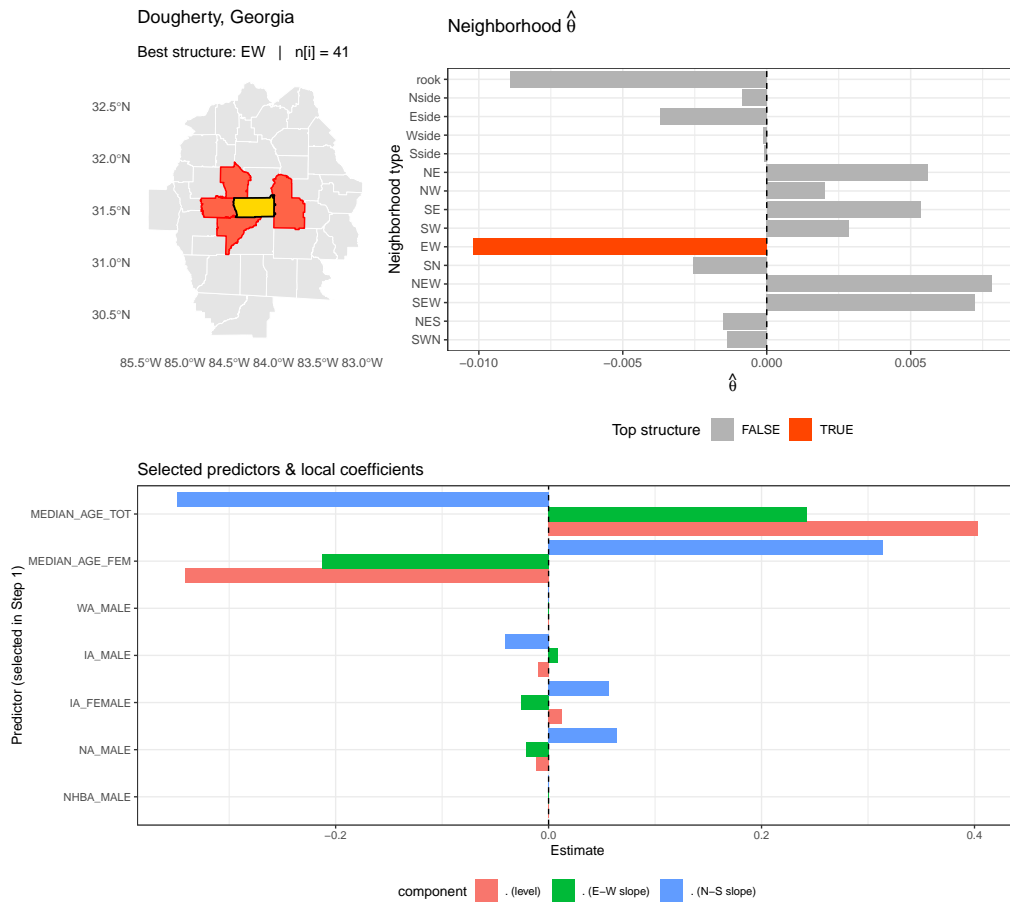 Dougherty, Georgia
Best structure: EW | n[i] = 41
32.5°N
32.0°N
31.5°N
31.0°N
30.5°N
85.5°W 85.0°W 84.5°W 84.0°W 83.5°W 83.0°W
Neighborhood θ̂
Neighborhood type
rook
Nside
Eside
Wside
Sside
NE
NW
SE
SW
EW
SN
NEW
SEW
NES
SWN
−0.010 −0.005 0.000 0.005
θ̂
Top structure FALSE TRUE
Selected predictors & local coefficients
Predictor (selected in Step 1)
MEDIAN_AGE_TOT
MEDIAN_AGE_FEM
WA_MALE
IA_MALE
IA_FEMALE
NA_MALE
NHBA_MALE
−0.2 0.0 0.2 0.4
Estimate
component . (level) . (E−W slope) . (N−S slope)